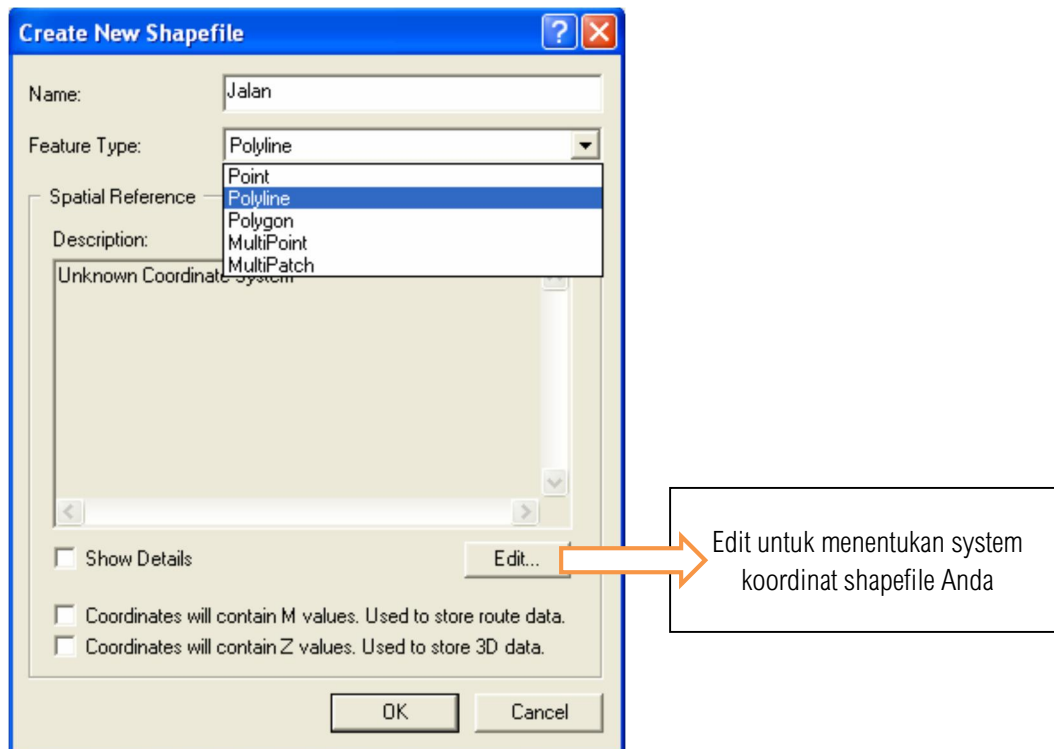 Create New Shapefile
Name:
Jalan
Feature Type:
Polyline
Point
Polyline
Polygon
MultiPoint
MultiPatch
Spatial Reference
Description:
Unknown Coordinate System
Show Details
Edit...
Edit untuk menentukan system
koordinat shapefile Anda
Coordinates will contain M values. Used to store route data.
Coordinates will contain Z values. Used to store 3D data.
OK
Cancel